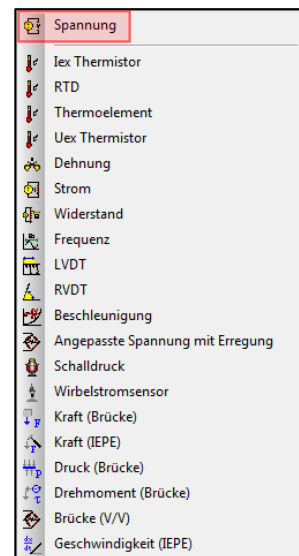 Spannung
Iex Thermistor
RTD
Thermoelement
Uex Thermistor
Dehnung
Strom
Widerstand
Frequenz
LVDT
RVDT
Beschleunigung
Angepasste Spannung mit Erregung
Schalldruck
Wirbelstromsensor
Kraft (Brücke)
Kraft (IEPE)
Druck (Brücke)
Drehmoment (Brücke)
Brücke (V/V)
Geschwindigkeit (IEPE)